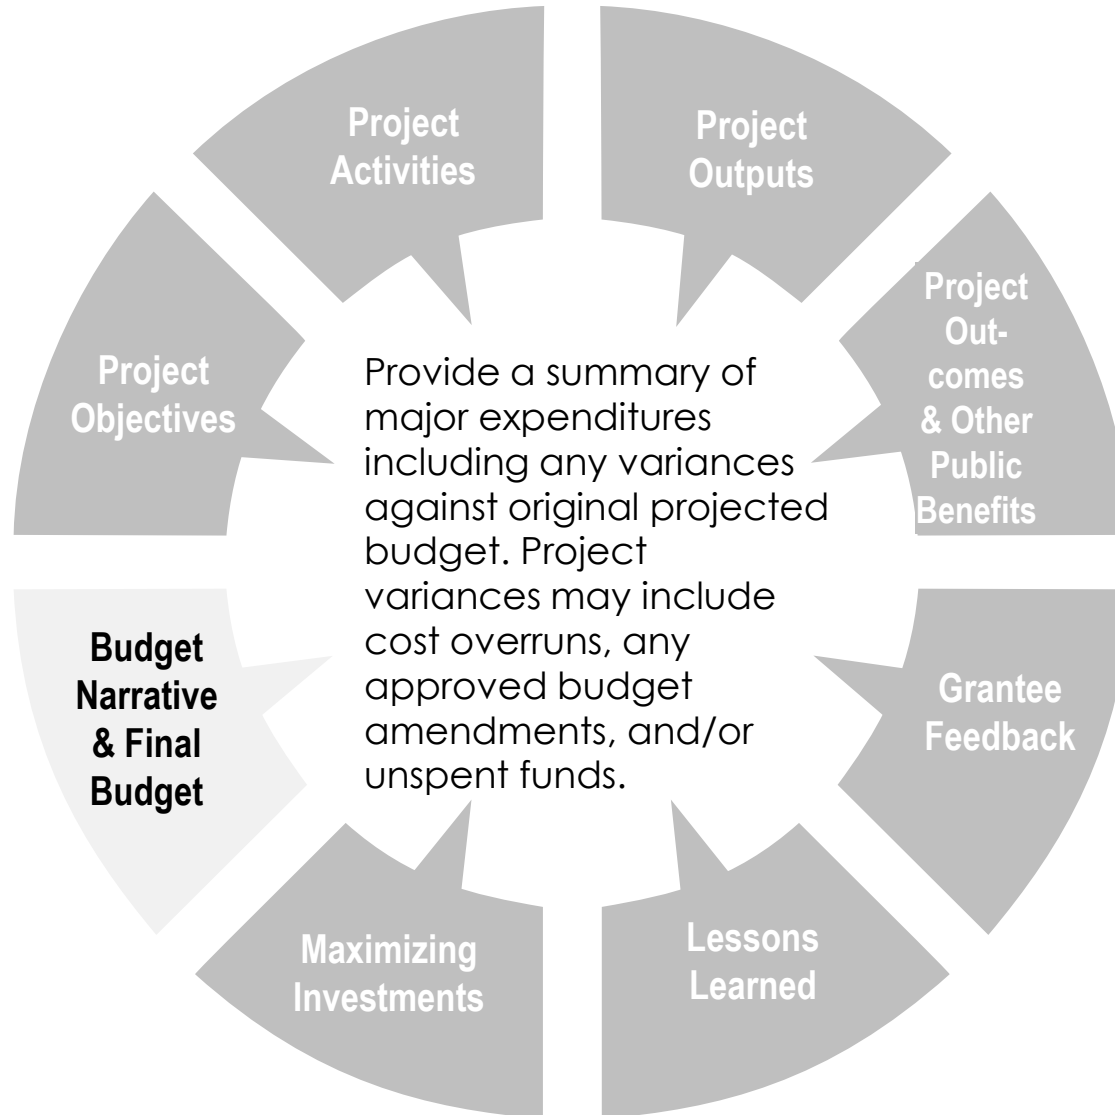 Project
Activities
Project
Outputs
Project
Objectives
Project
Out-
comes
& Other
Public
Benefits
Provide a summary of
major expenditures
including any variances
against original projected
budget. Project
variances may include
cost overruns, any
approved budget
amendments, and/or
unspent funds.
Budget
Narrative
& Final
Budget
Grantee
Feedback
Maximizing
Investments
Lessons
Learned